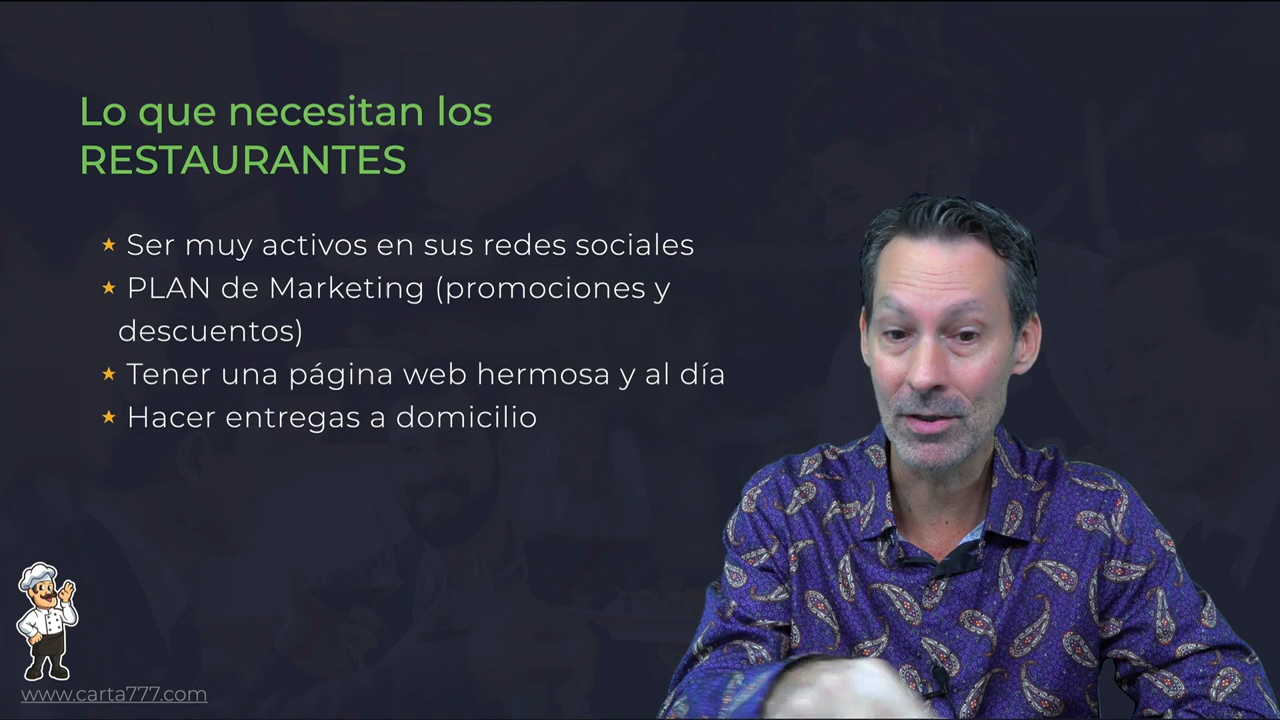 Lo que necesitan los
RESTAURANTES
★ Ser muy activos en sus redes sociales
★ PLAN de Marketing (promociones y
descuentos)
★ Tener una página web hermosa y al día
★ Hacer entregas a domicilio
www.carta777.com